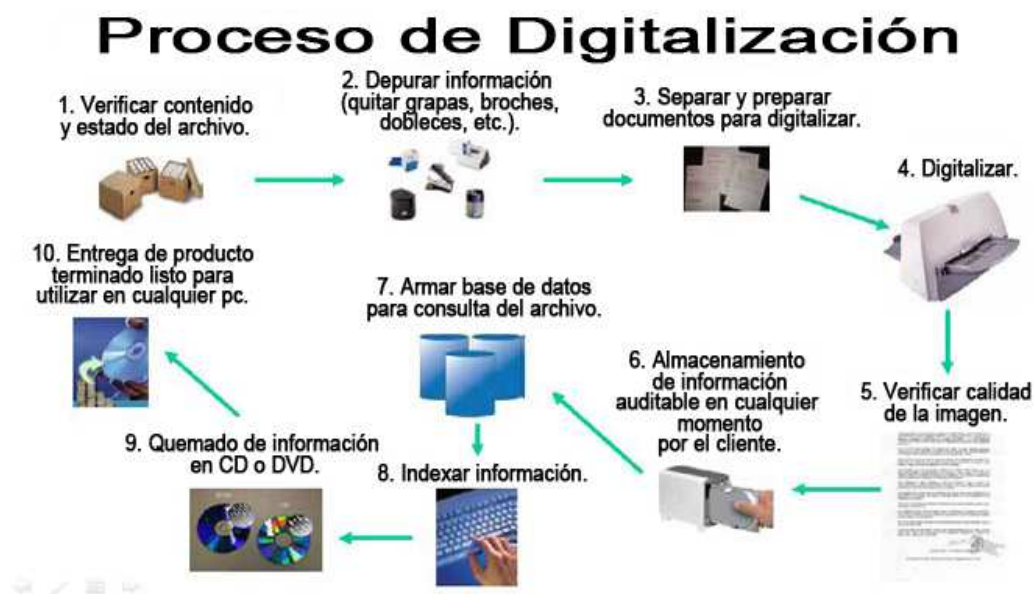 Proceso de Digitalización
1. Verificar contenido
y estado del archivo.
2. Depurar información
(quitar grapas, broches,
dobleces, etc.).
3. Separar y preparar
documentos para digitalizar.
4. Digitalizar.
5. Verificar calidad
de la imagen.
6. Almacenamiento
de información
auditable en cualquier
momento
por el cliente.
7. Armar base de datos
para consulta del archivo.
8. Indexar información.
9. Quemado de información
en CD o DVD.
10. Entrega de producto
terminado listo para
utilizar en cualquier pc.